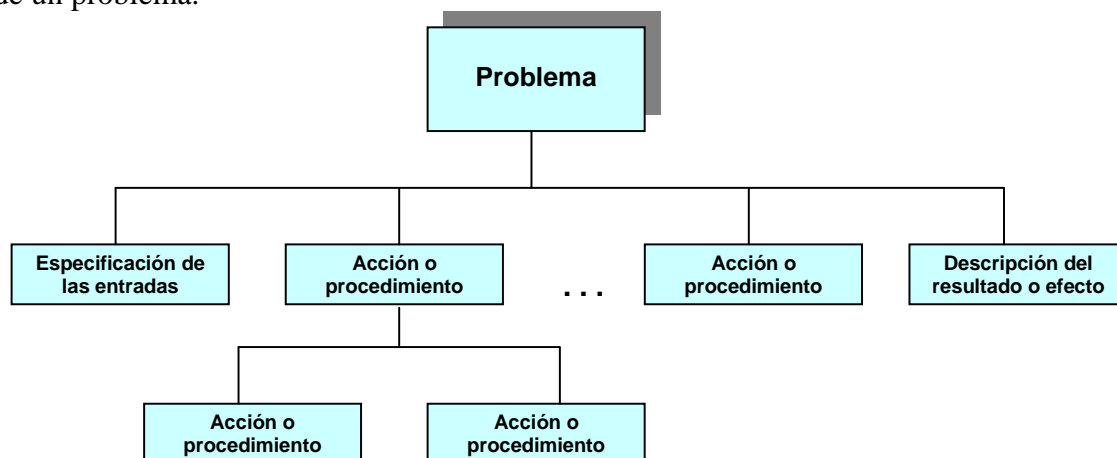 de un problema.
Problema
Especificación de
las entradas
Acción o
procedimiento
. . .
Acción o
procedimiento
Descripción del
resultado o efecto
Acción o
procedimiento
Acción o
procedimiento